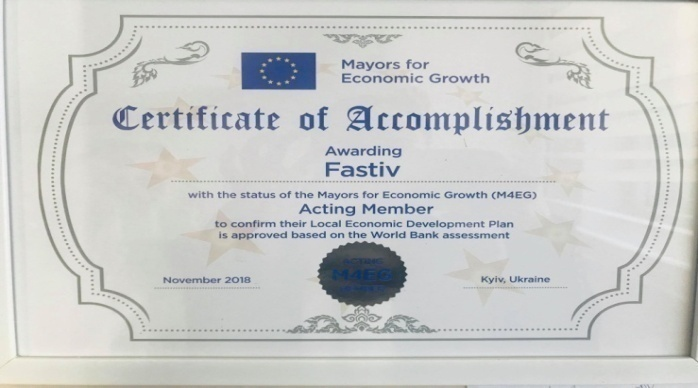 Mayors for
Economic Growth
Certificate of Accomplishment
Awarding
Fastiv
with the status of the Mayors for Economic Growth (M4EG)
Acting Member
to confirm their Local Economic Development Plan
is approved based on the World Bank assessment
ACTING
M4EG
MEMBER
November 2018
Kyiv, Ukraine